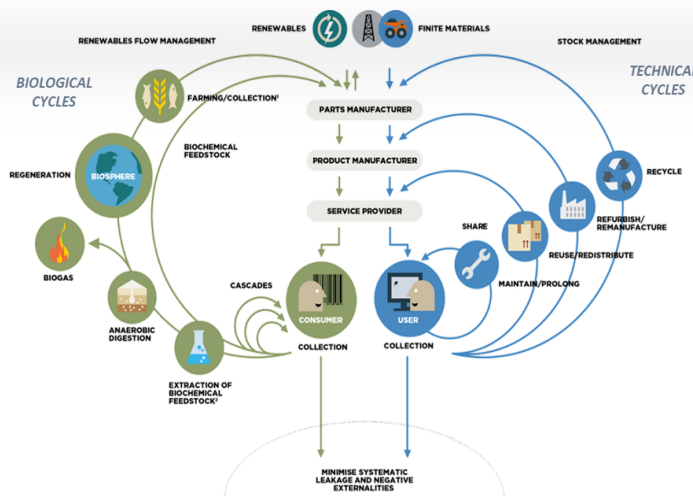 RENEWABLES
FINITE MATERIALS
RENEWABLES FLOW MANAGEMENT
STOCK MANAGEMENT
BIOLOGICAL
CYCLES
TECHNICAL
CYCLES
FARMING/COLLECTION¹
PARTS MANUFACTURER
BIOCHEMICAL
FEEDSTOCK
PRODUCT MANUFACTURER
REGENERATION
BIOSPHERE
RECYCLE
SERVICE PROVIDER
SHARE
REFURBISH/
REMANUFACTURE
REUSE/REDISTRIBUTE
BIOGAS
CASCADES
MAINTAIN/PROLONG
ANAEROBIC
DIGESTION
CONSUMER
USER
COLLECTION
COLLECTION
EXTRACTION OF
BIOCHEMICAL
FEEDSTOCK²
MINIMISE SYSTEMATIC
LEAKAGE AND NEGATIVE
EXTERNALITIES